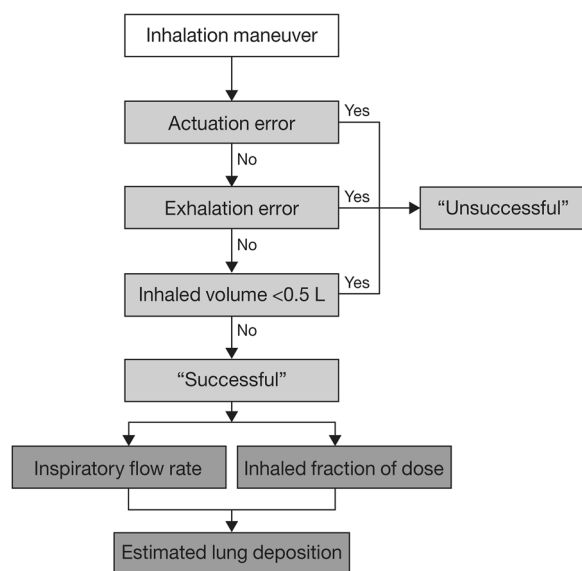 Inhalation maneuver
Actuation error
Yes
No
Exhalation error
Yes
“Unsuccessful”
No
Inhaled volume <0.5 L
Yes
No
“Successful”
Inspiratory flow rate
Inhaled fraction of dose
Estimated lung deposition